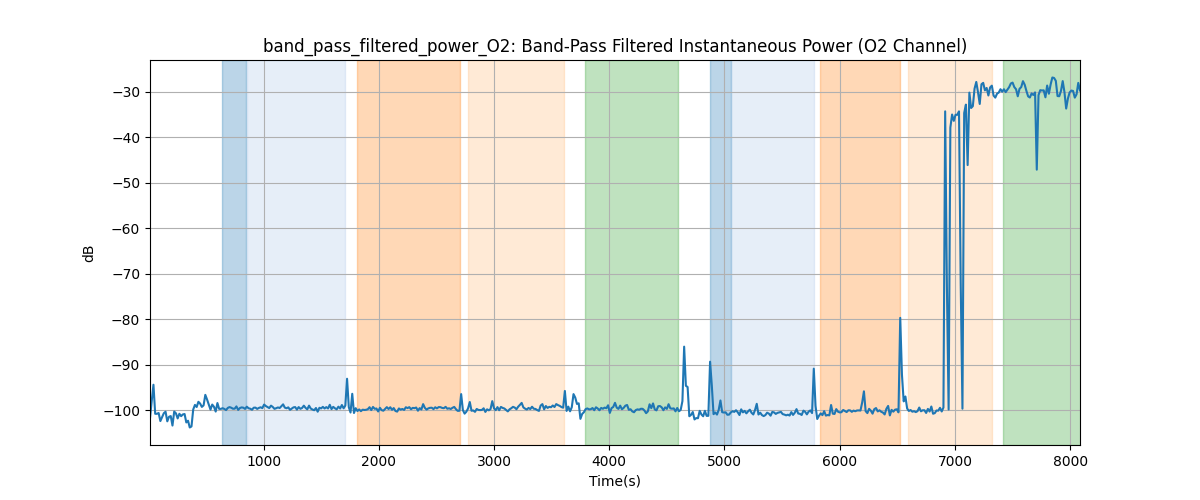 band_pass_filtered_power_O2: Band-Pass Filtered Instantaneous Power (O2 Channel)
−30
−40
−50
−60
−70
−80
−90
−100
dB
1000 2000 3000 4000 5000 6000 7000 8000
Time(s)